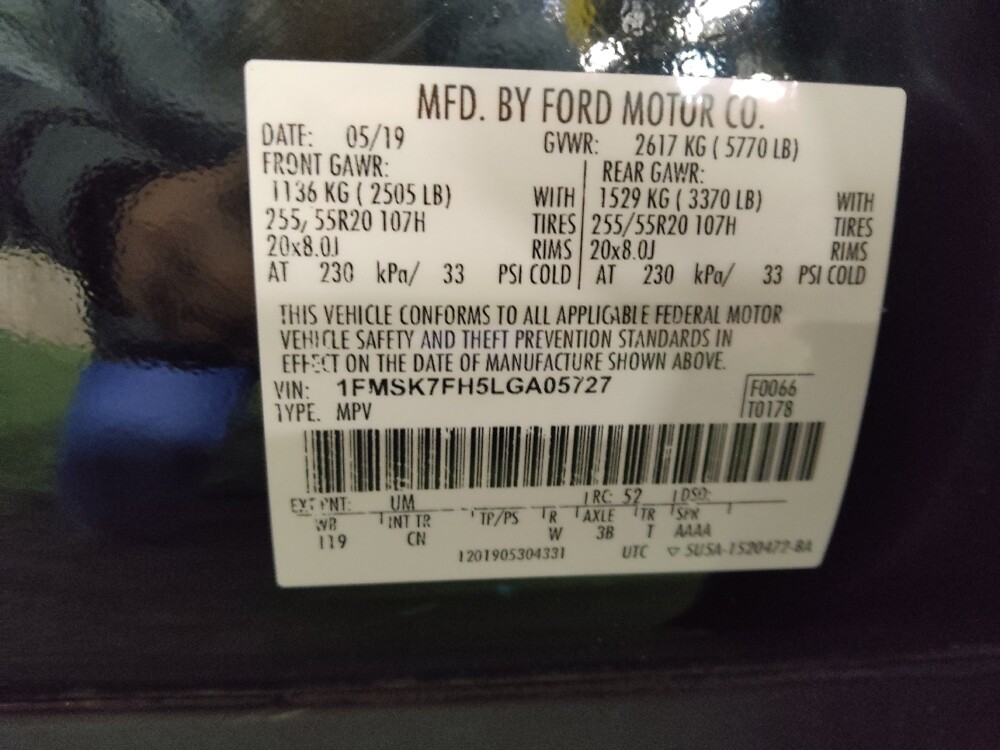 MFD. BY FORD MOTOR CO.
DATE: 05/19 GVWR: 2617 KG ( 5770 LB)
FRONT GAWR: REAR GAWR:
1136 KG ( 2505 LB) WITH 1529 KG ( 3370 LB) WITH
255/55R20 107H TIRES 255/55R20 107H TIRES
20x8.0J RIMS 20x8.0J RIMS
AT 230 kPa/ 33 PSI COLD AT 230 kPa/ 33 PSI COLD
THIS VEHICLE CONFORMS TO ALL APPLICABLE FEDERAL MOTOR
VEHICLE SAFETY AND THEFT PREVENTION STANDARDS IN
EFFECT ON THE DATE OF MANUFACTURE SHOWN ABOVE.
VIN: 1FMSK7FH5LGA05727 F0066
TYPE: MPV T0178
EXT PNT: UM RC: 52 DSO:
WB INT TR TP/PS R AXLE TR SPR
119 CN W 3B T AAAA
1201905304331 UTC ▽ SU5A-1520472-BA